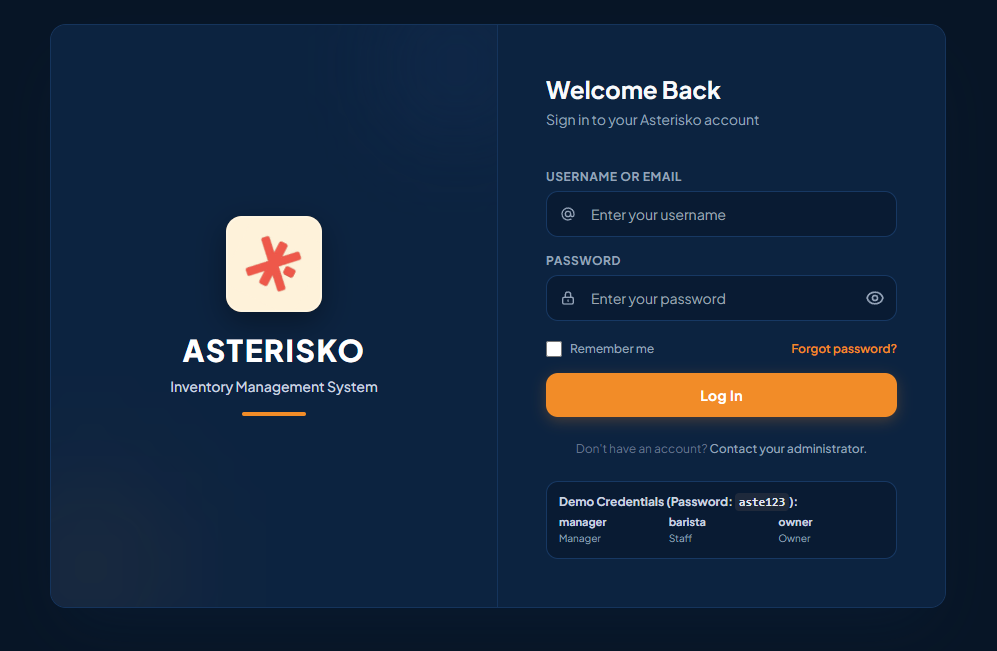 ASTERISKO
Inventory Management System
Welcome Back
Sign in to your Asterisko account
USERNAME OR EMAIL
@ Enter your username
PASSWORD
Enter your password
Remember me
Forgot password?
Log In
Don't have an account? Contact your administrator.
Demo Credentials (Password: aste123 ):
manager barista owner
Manager Staff Owner